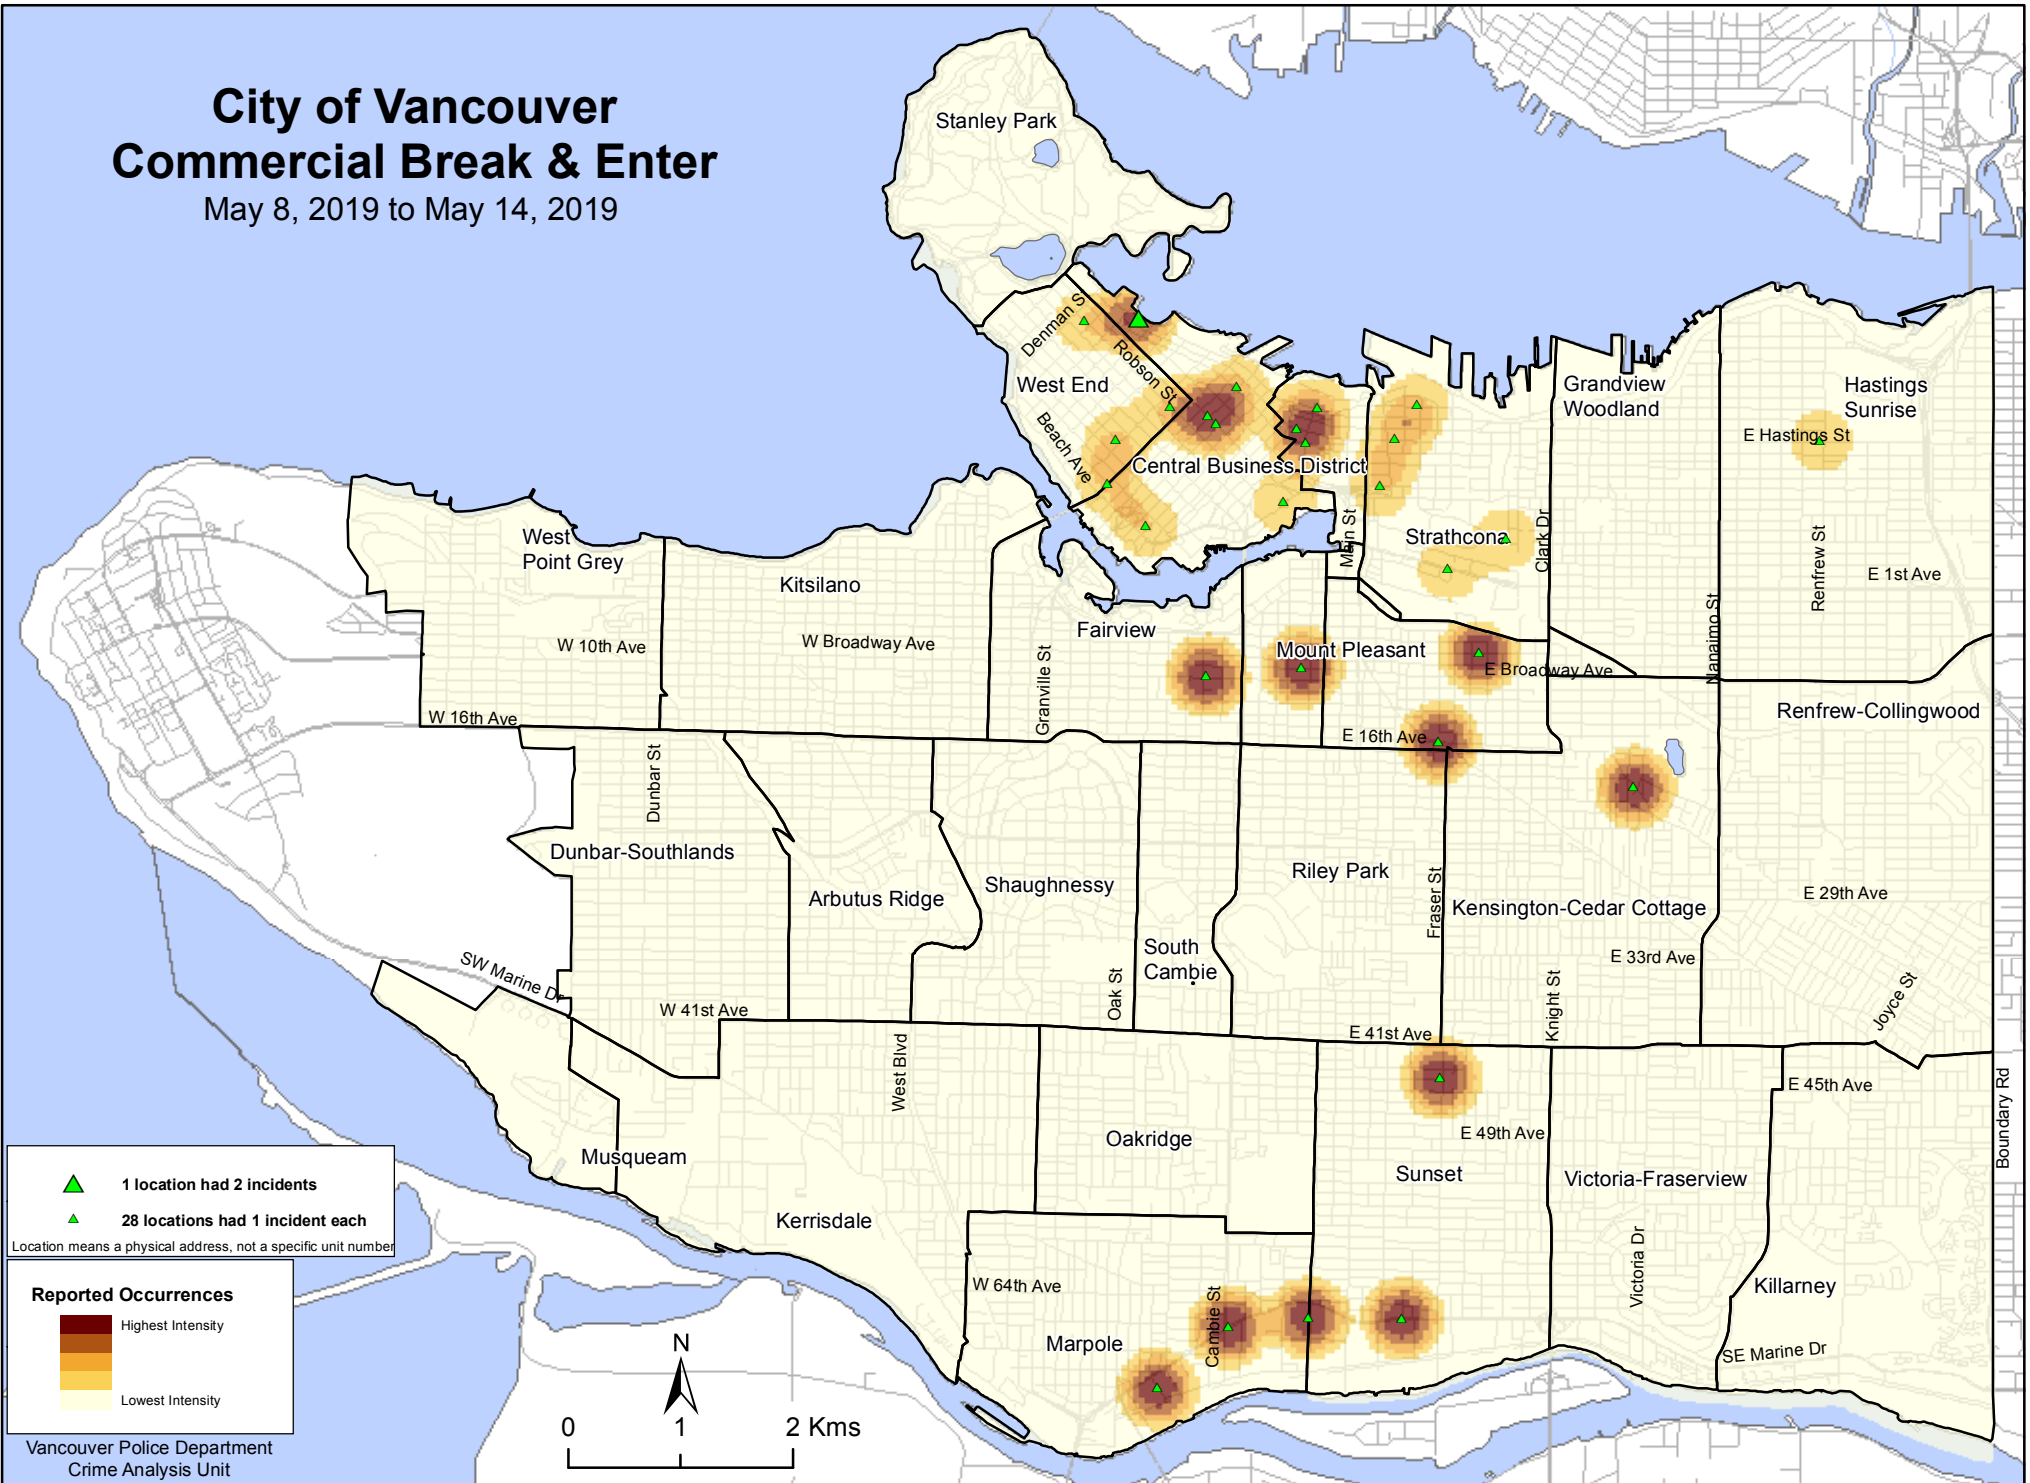 City of Vancouver
Commercial Break & Enter
May 8, 2019 to May 14, 2019
Stanley Park
Denman S
Robson St
West End
Beach Ave
Central Business District
Grandview
Woodland
Hastings
Sunrise
E Hastings St
Main St
Strathcona
Clark Dr
Renfrew St
E 1st Ave
Nanaimo St
West
Point Grey
Kitsilano
W 10th Ave
W Broadway Ave
Fairview
Granville St
Mount Pleasant
E Broadway Ave
W 16th Ave
E 16th Ave
Renfrew-Collingwood
Dunbar St
Dunbar-Southlands
Arbutus Ridge
Shaughnessy
South
Cambie
Oak St
Riley Park
Fraser St
Kensington-Cedar Cottage
E 29th Ave
E 33rd Ave
Knight St
Joyce St
SW Marine Dr
W 41st Ave
E 41st Ave
West Blvd
E 45th Ave
Boundary Rd
Oakridge
E 49th Ave
Sunset
Victoria-Fraserview
Musqueam
Kerrisdale
Victoria Dr
Killarney
W 64th Ave
Marpole
Cambie St
SE Marine Dr
1 location had 2 incidents
28 locations had 1 incident each
Location means a physical address, not a specific unit number
Reported Occurrences
Highest Intensity
Lowest Intensity
Vancouver Police Department
Crime Analysis Unit
N
0 1 2 Kms